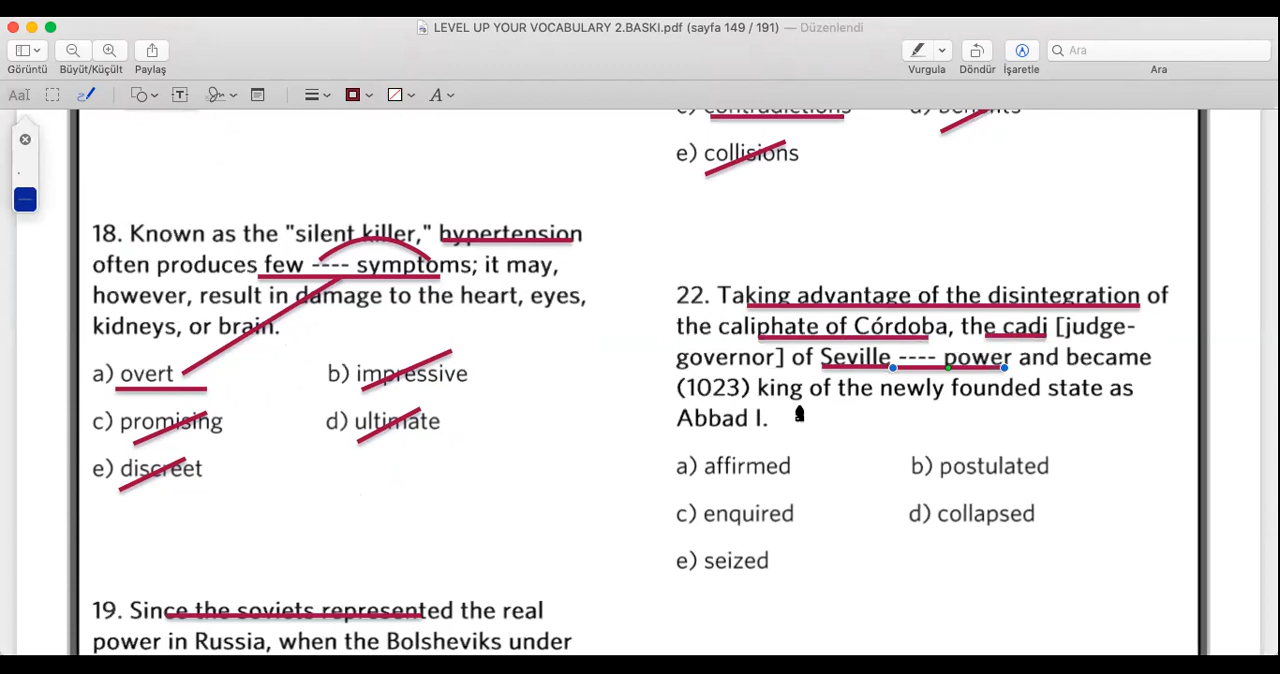 LEVEL UP YOUR VOCABULARY 2.BASKI.pdf (sayfa 149 / 191) — Düzenlendi
Görüntü Büyüt/Küçült Paylaş Vurgula Döndür İşaretle Ara
Ara
18. Known as the "silent killer," hypertension
often produces few ---- symptoms; it may,
however, result in damage to the heart, eyes,
kidneys, or brain.
a) overt b) impressive
c) promising d) ultimate
e) discreet
19. Since the soviets represented the real
power in Russia, when the Bolsheviks under
c) contradictions d) benefits
e) collisions
22. Taking advantage of the disintegration of
the caliphate of Córdoba, the cadi [judge-
governor] of Seville ---- power and became
(1023) king of the newly founded state as
Abbad I.
a) affirmed b) postulated
c) enquired d) collapsed
e) seized